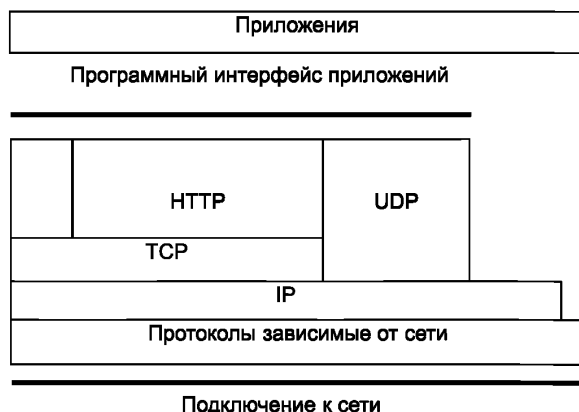 Приложения
Программный интерфейс приложений
HTTP
UDP
TCP
IP
Протоколы зависимые от сети
Подключение к сети